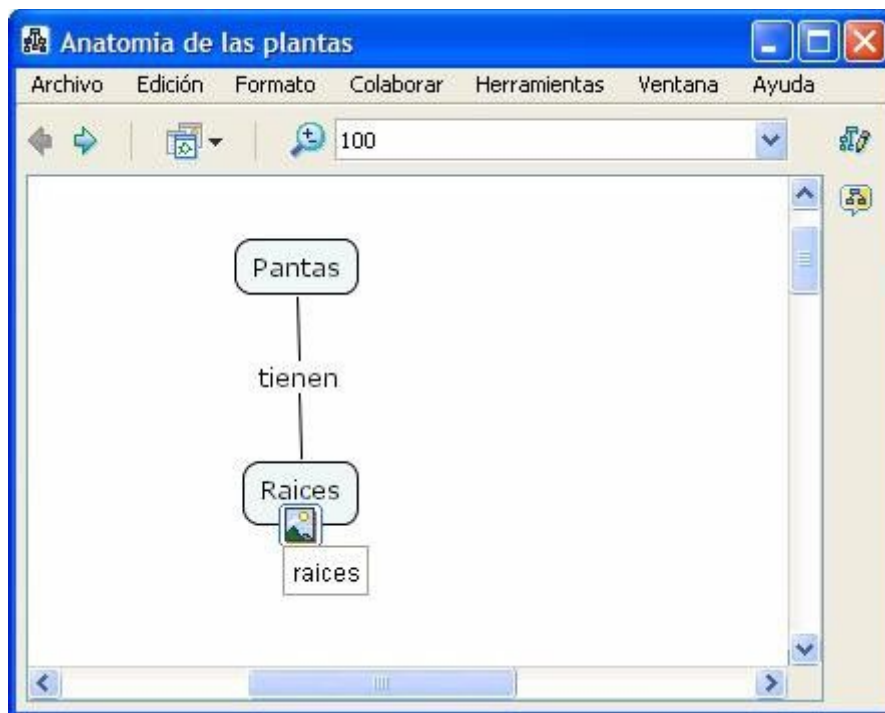 Anatomia de las plantas
Archivo Edición Formato Colaborar Herramientas Ventana Ayuda
100
Pantas
tienen
Raices
raices